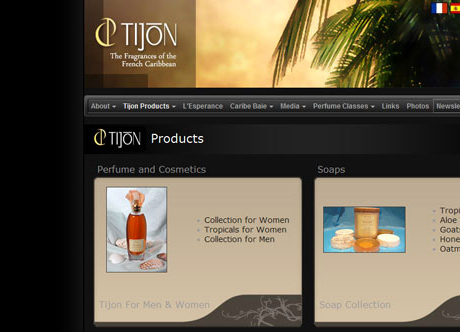 TIJON
The Fragrances of the
French Caribbean
About Tijon Products L'Esperance Caribe Baie Media Perfume Classes Links Photos Newsle
TIJON Products
Perfume and Cosmetics
Collection for Women
Tropicals for Women
Collection for Men
Tijon For Men & Women
Soaps
Tropi
Aloe
Goat
Hone
Oatm
Soap Collection